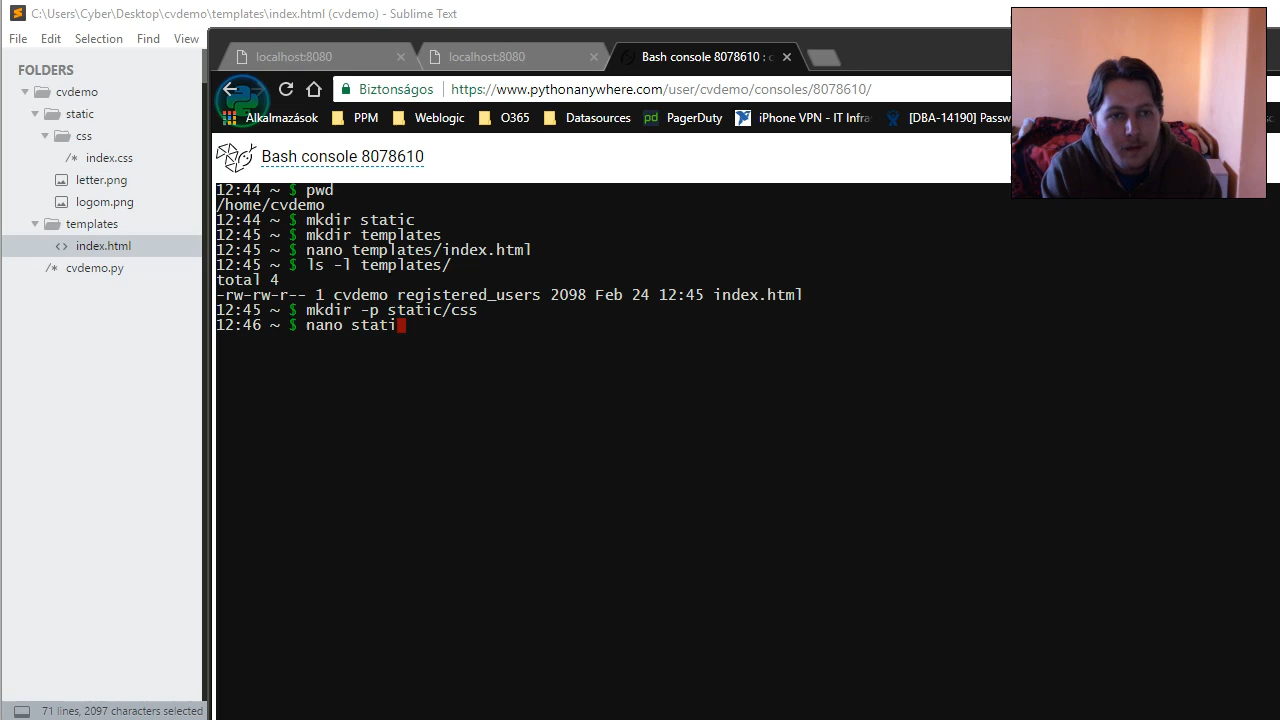 C:\Users\Cyber\Desktop\cvdemo\templates\index.html (cvdemo) - Sublime Text
File Edit Selection Find View
FOLDERS
cvdemo
static
css
/* index.css
letter.png
logom.png
templates
<> index.html
/* cvdemo.py
71 lines, 2097 characters selected
localhost:8080
localhost:8080
Bash console 8078610 : c
Biztonságos https://www.pythonanywhere.com/user/cvdemo/consoles/8078610/
Alkalmazások PPM Weblogic O365 Datasources pd PagerDuty iPhone VPN - IT Infra [DBA-14190] Passw
Bash console 8078610
12:44 ~ $ pwd
/home/cvdemo
12:44 ~ $ mkdir static
12:45 ~ $ mkdir templates
12:45 ~ $ nano templates/index.html
12:45 ~ $ ls -l templates/
total 4
-rw-rw-r-- 1 cvdemo registered_users 2098 Feb 24 12:45 index.html
12:45 ~ $ mkdir -p static/css
12:46 ~ $ nano stati